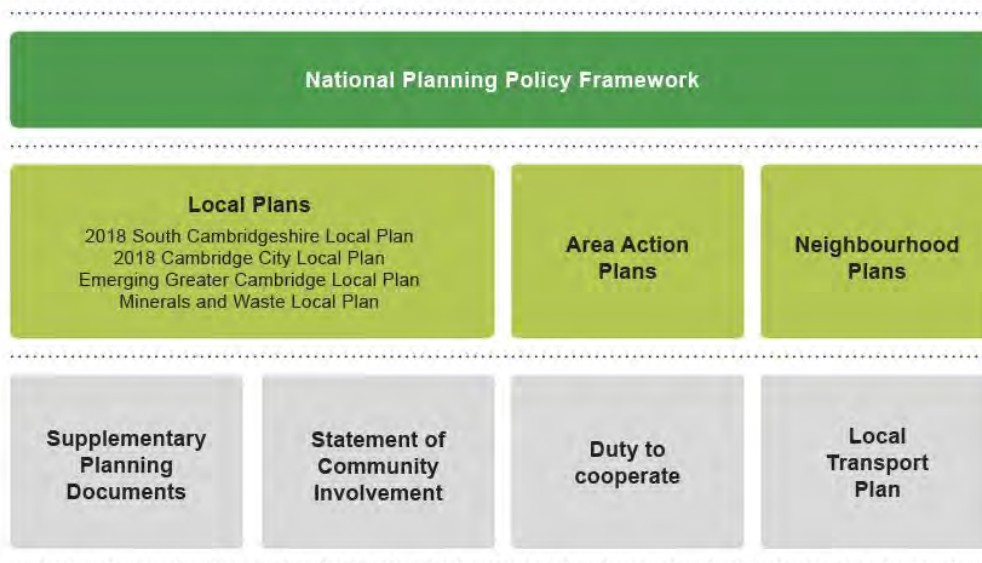 National Planning Policy Framework
Local Plans
2018 South Cambridgeshire Local Plan
2018 Cambridge City Local Plan
Emerging Greater Cambridge Local Plan
Minerals and Waste Local Plan
Area Action
Plans
Neighbourhood
Plans
Supplementary
Planning
Documents
Statement of
Community
Involvement
Duty to
cooperate
Local
Transport
Plan